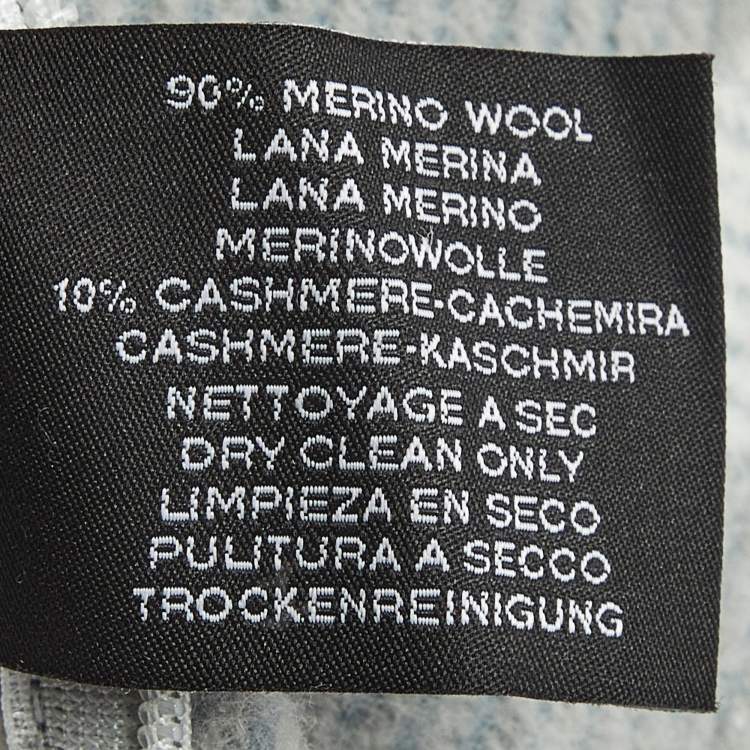 90% MERINO WOOL
LANA MERINA
LANA MERINO
MERINOWOLLE
10% CASHMERE-CACHEMIRA
CASHMERE-KASCHMIR
NETTOYAGE A SEC
DRY CLEAN ONLY
LIMPIEZA EN SECO
PULITURA A SECCO
TROCKENREINIGUNG